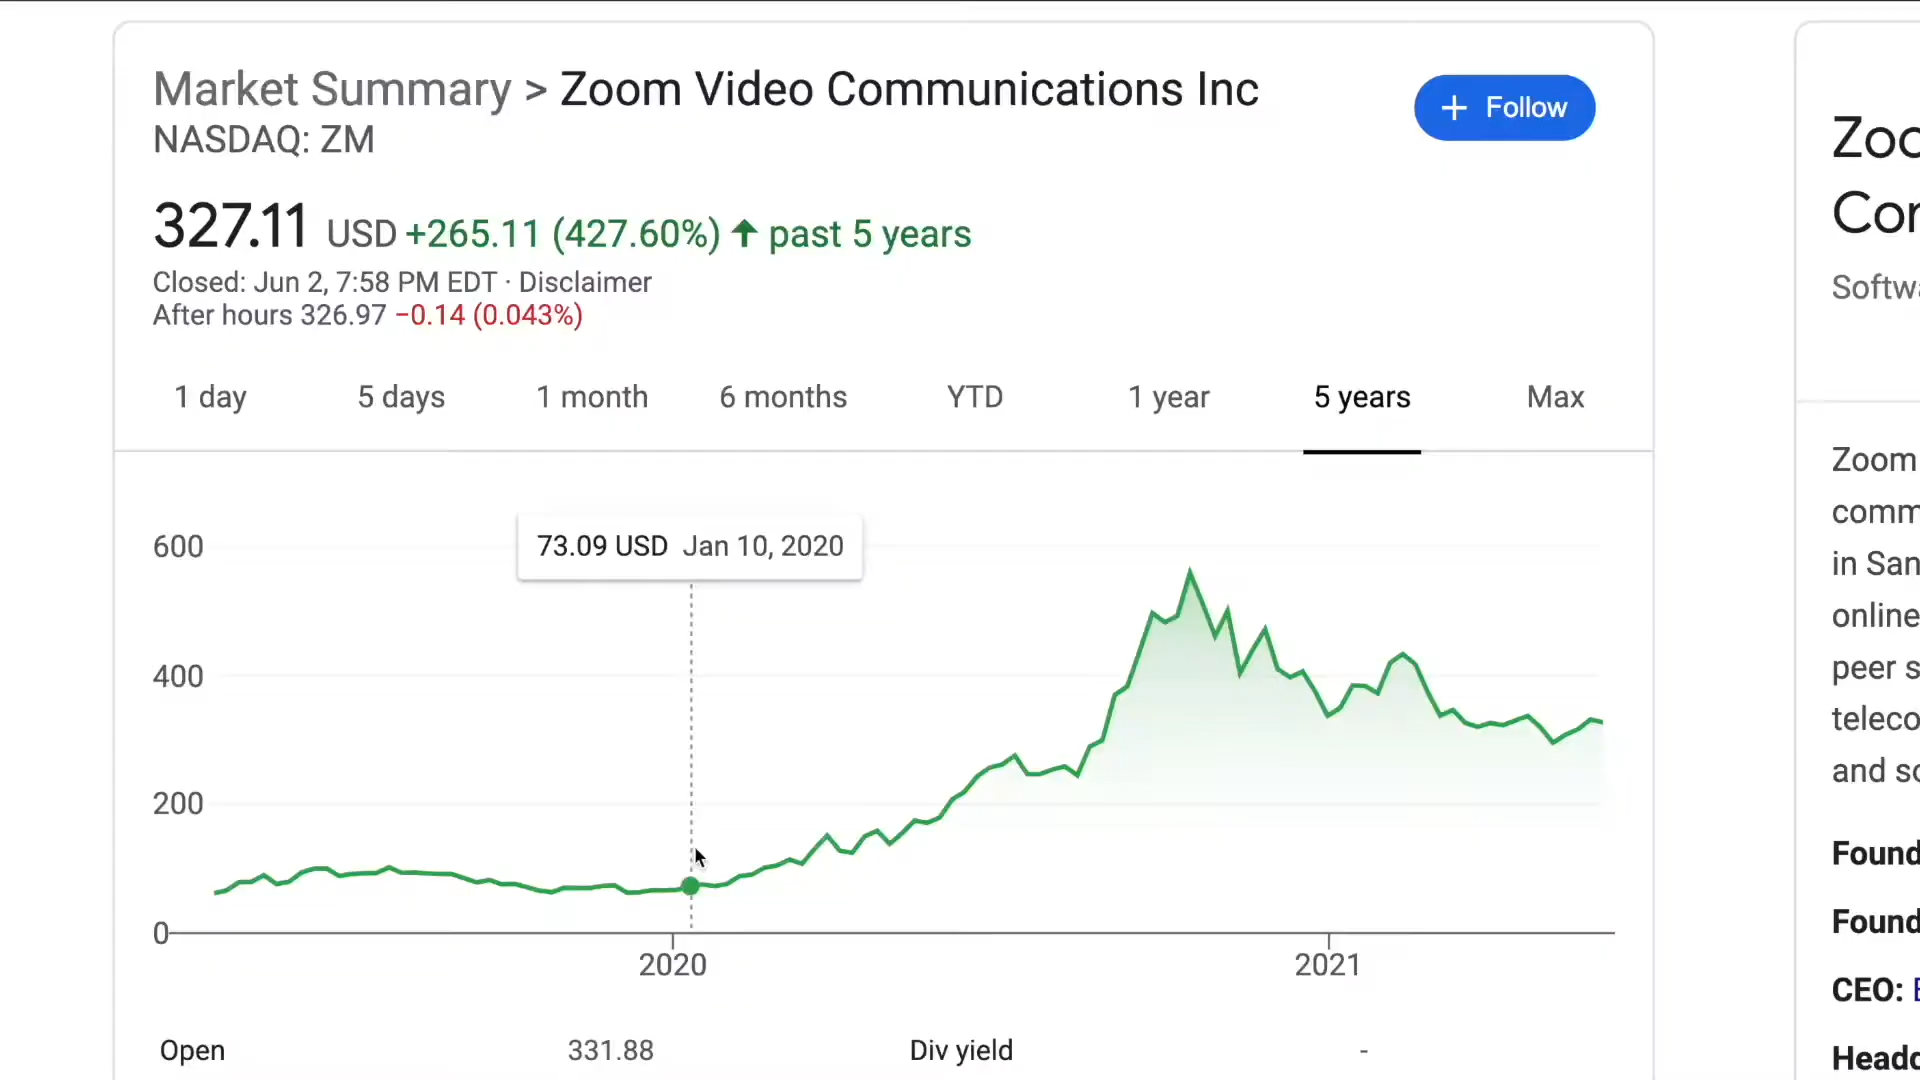 Market Summary > Zoom Video Communications Inc
NASDAQ: ZM
+ Follow
327.11 USD +265.11 (427.60%) ↑ past 5 years
Closed: Jun 2, 7:58 PM EDT · Disclaimer
After hours 326.97 −0.14 (0.043%)
1 day 5 days 1 month 6 months YTD 1 year 5 years Max
73.09 USD Jan 10, 2020
600
400
200
0
2020 2021
Open 331.88 Div yield -
Zoo
Cor
Softwa
Zoom
comm
in San
online
peer s
teleco
and so
Found
Found
CEO: E
Headq